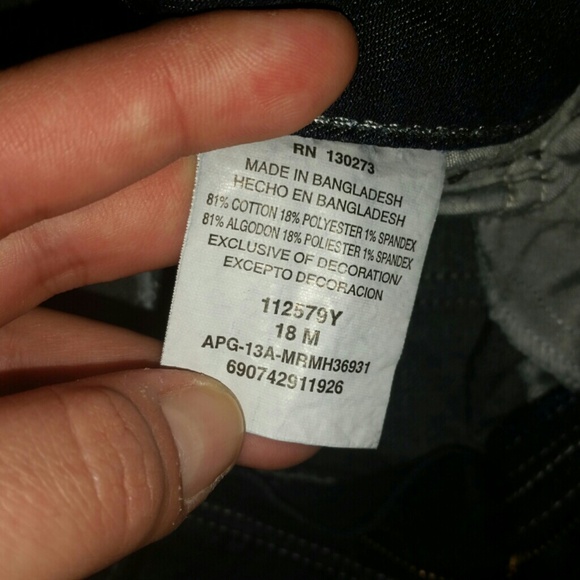 RN 130273
MADE IN BANGLADESH
HECHO EN BANGLADESH
81% COTTON 18% POLYESTER 1% SPANDEX
81% ALGODON 18% POLIESTER 1% SPANDEX
EXCLUSIVE OF DECORATION/
EXCEPTO DECORACION
112579Y
18 M
APG-13A-MRMH36931
690742911926